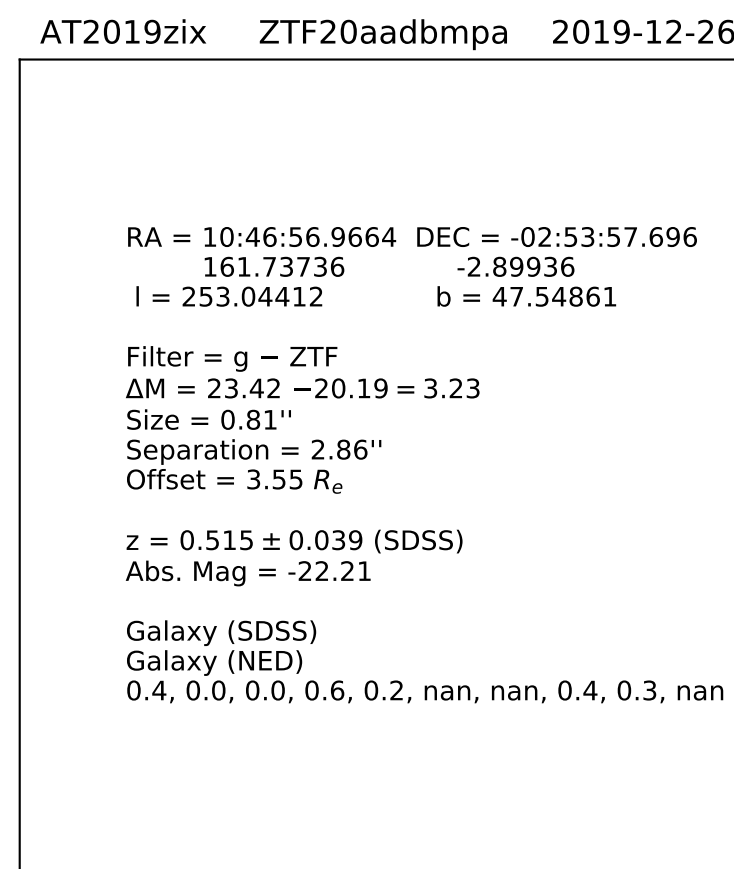 AT2019zix ZTF20aadbmpa 2019-12-26
RA = 10:46:56.9664 DEC = -02:53:57.696
161.73736 -2.89936
l = 253.04412 b = 47.54861
Filter = g − ZTF
ΔM = 23.42 −20.19 = 3.23
Size = 0.81''
Separation = 2.86''
Offset = 3.55 Rₑ
z = 0.515 ± 0.039 (SDSS)
Abs. Mag = -22.21
Galaxy (SDSS)
Galaxy (NED)
0.4, 0.0, 0.0, 0.6, 0.2, nan, nan, 0.4, 0.3, nan